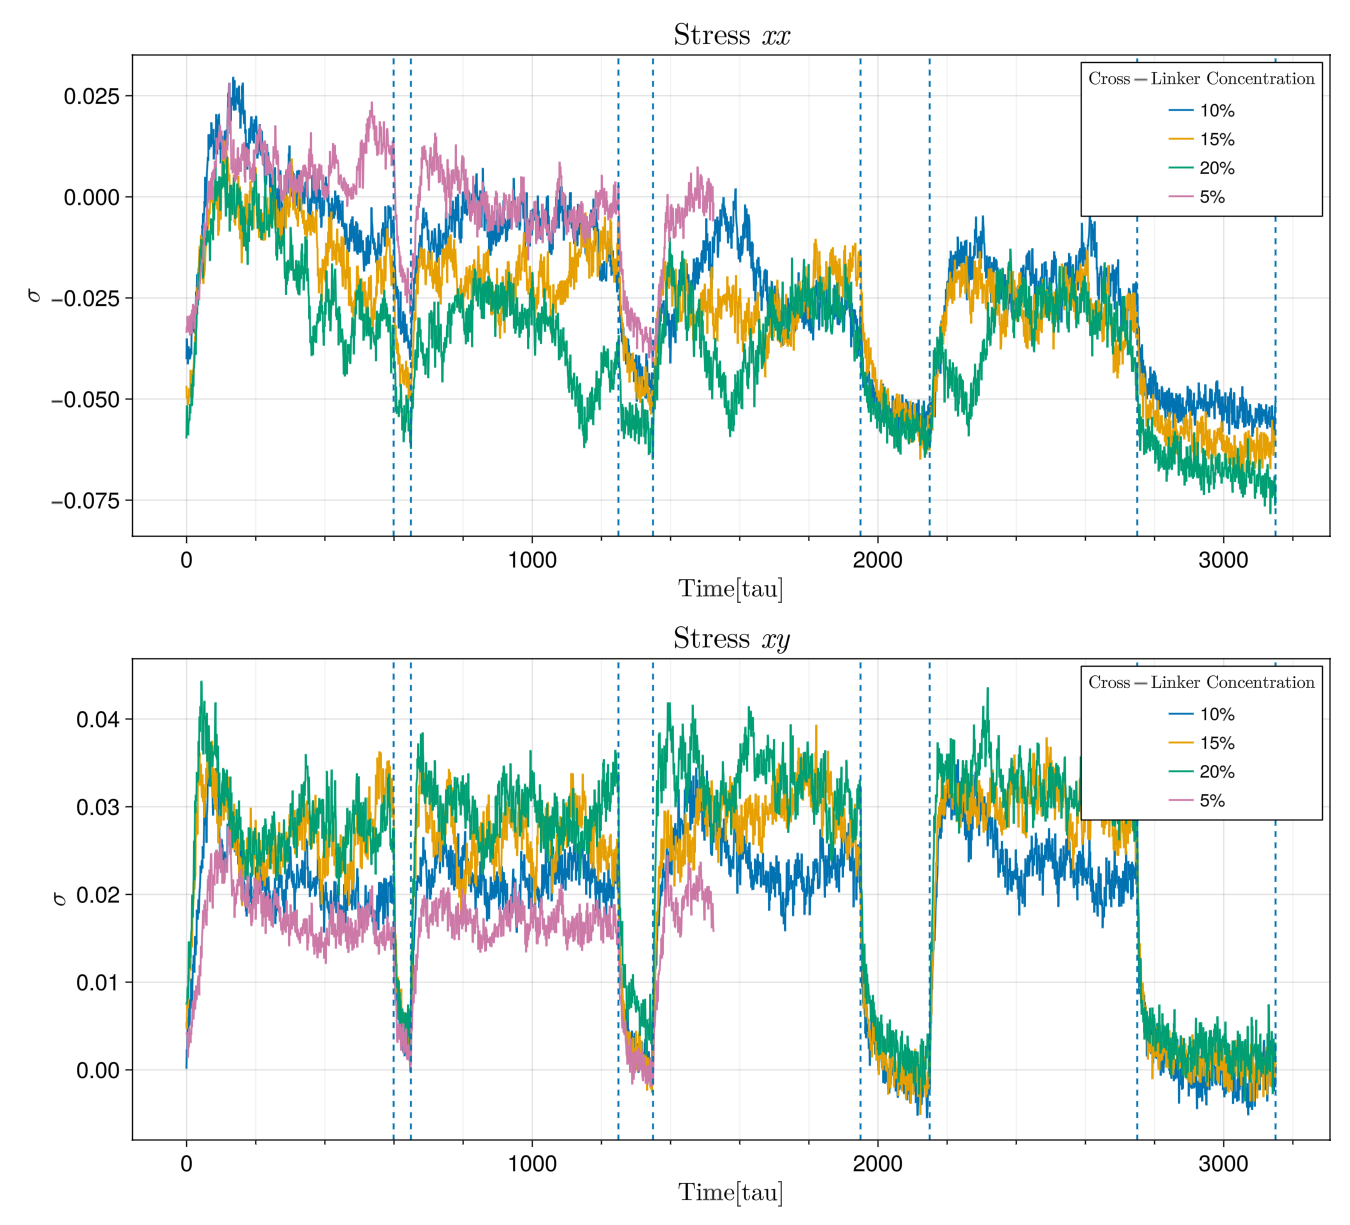 Stress xx
Cross – Linker Concentration
10%
15%
20%
5%
0.025
0.000
−0.025
−0.050
−0.075
σ
0 1000 2000 3000
Time[tau]
Stress xy
Cross – Linker Concentration
10%
15%
20%
5%
0.04
0.03
0.02
0.01
0.00
σ
0 1000 2000 3000
Time[tau]